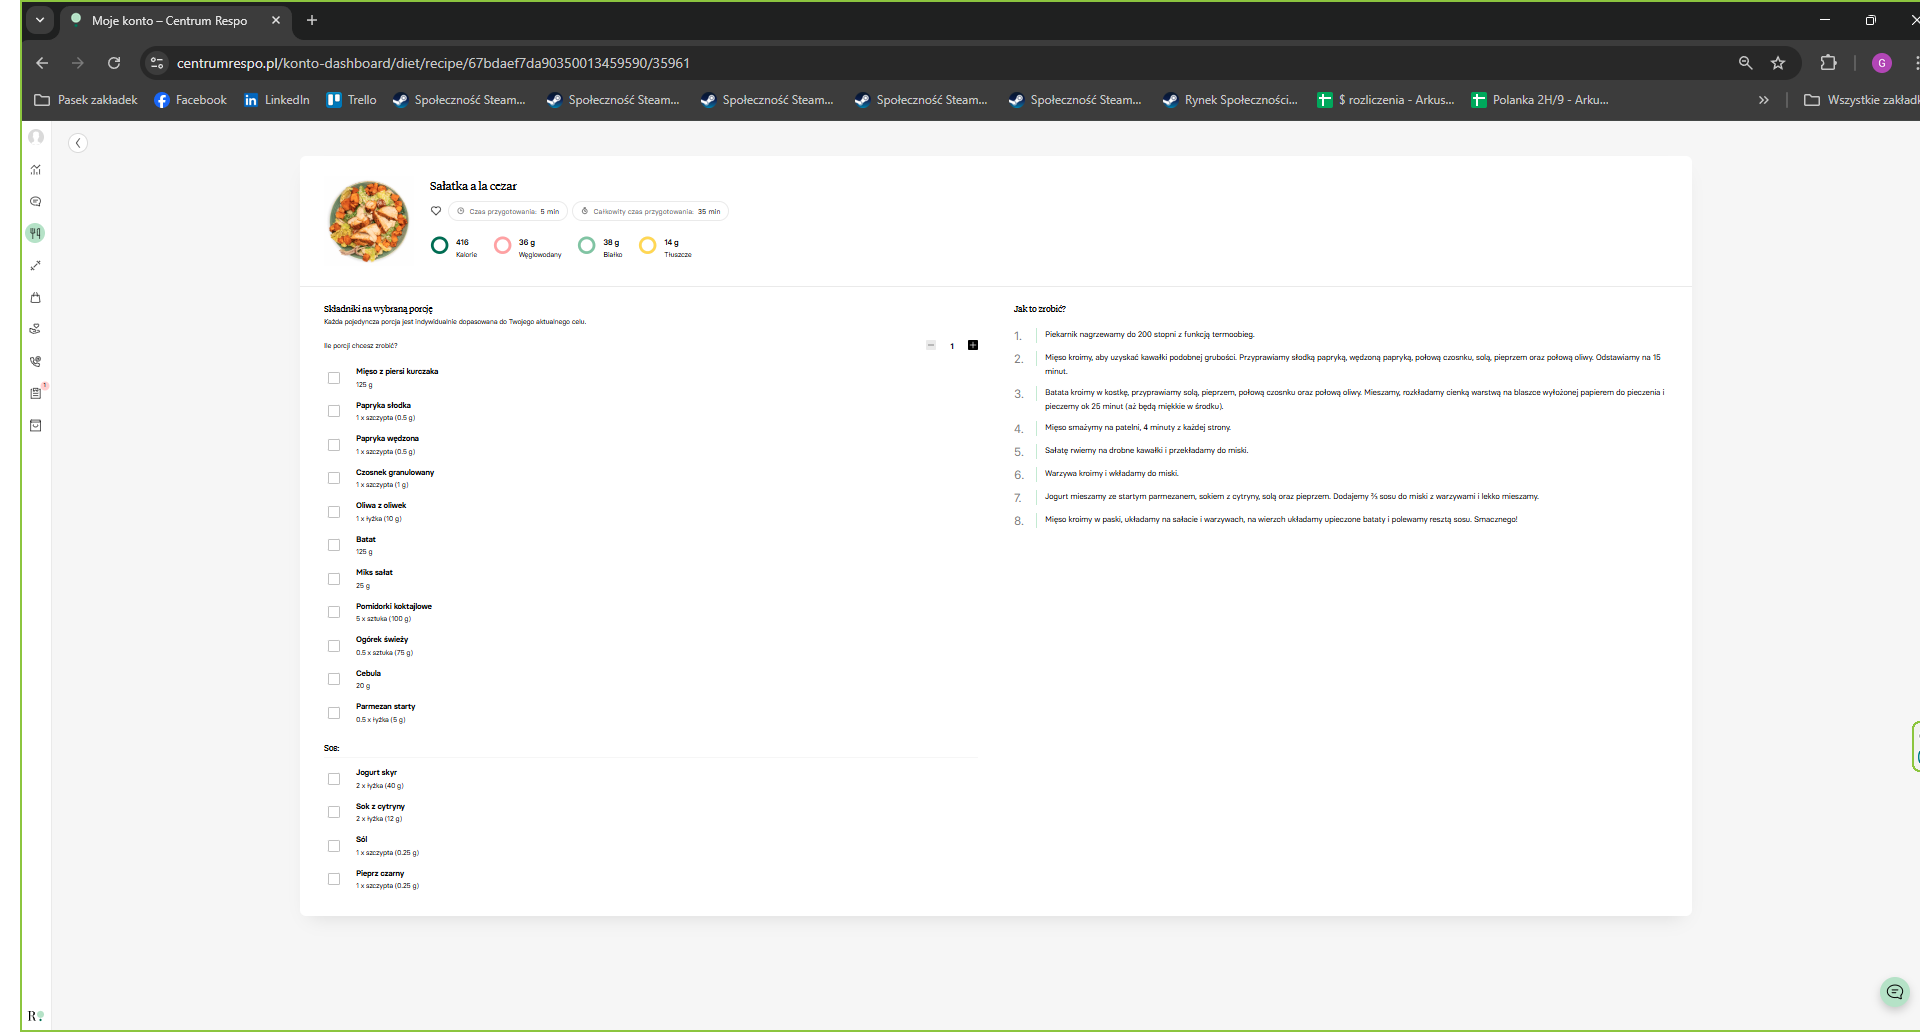 Moje konto – Centrum Respo
centrumrespo.pl/konto-dashboard/diet/recipe/67bdaef7da90350013459590/35961
G
Pasek zakładek
Facebook
LinkedIn
Trello
Społeczność Steam...
Społeczność Steam...
Społeczność Steam...
Społeczność Steam...
Społeczność Steam...
Rynek Społeczności...
$ rozliczenia - Arkus...
Polanka 2H/9 - Arku...
Wszystkie zakład
Sałatka a la cezar
Czas przygotowania: 5 min
Całkowity czas przygotowania: 35 min
416
Kalorie
36 g
Węglowodany
38 g
Białko
14 g
Tłuszcze
Składniki na wybraną porcję
Każda pojedyncza porcja jest indywidualnie dopasowana do Twojego aktualnego celu.
Ile porcji chcesz zrobić?
1
Mięso z piersi kurczaka
125 g
Papryka słodka
1 x szczypta (0.5 g)
Papryka wędzona
1 x szczypta (0.5 g)
Czosnek granulowany
1 x szczypta (1 g)
Oliwa z oliwek
1 x łyżka (10 g)
Batat
125 g
Miks sałat
25 g
Pomidorki koktajlowe
5 x sztuka (100 g)
Ogórek świeży
0.5 x sztuka (75 g)
Cebula
20 g
Parmezan starty
0.5 x łyżka (5 g)
Sos:
Jogurt skyr
2 x łyżka (40 g)
Sok z cytryny
2 x łyżka (12 g)
Sól
1 x szczypta (0.25 g)
Pieprz czarny
1 x szczypta (0.25 g)
Jak to zrobić?
1. Piekarnik nagrzewamy do 200 stopni z funkcją termoobieg.
2. Mięso kroimy, aby uzyskać kawałki podobnej grubości. Przyprawiamy słodką papryką, wędzoną papryką, połową czosnku, solą, pieprzem oraz połową oliwy. Odstawiamy na 15
minut.
3. Batata kroimy w kostkę, przyprawiamy solą, pieprzem, połową czosnku oraz połową oliwy. Mieszamy, rozkładamy cienką warstwą na blaszce wyłożonej papierem do pieczenia i
pieczemy ok 25 minut (aż będą miękkie w środku).
4. Mięso smażymy na patelni, 4 minuty z każdej strony.
5. Sałatę rwiemy na drobne kawałki i przekładamy do miski.
6. Warzywa kroimy i wkładamy do miski.
7. Jogurt mieszamy ze startym parmezanem, sokiem z cytryny, solą oraz pieprzem. Dodajemy ⅔ sosu do miski z warzywami i lekko mieszamy.
8. Mięso kroimy w paski, układamy na sałacie i warzywach, na wierzch układamy upieczone bataty i polewamy resztą sosu. Smacznego!
1
R